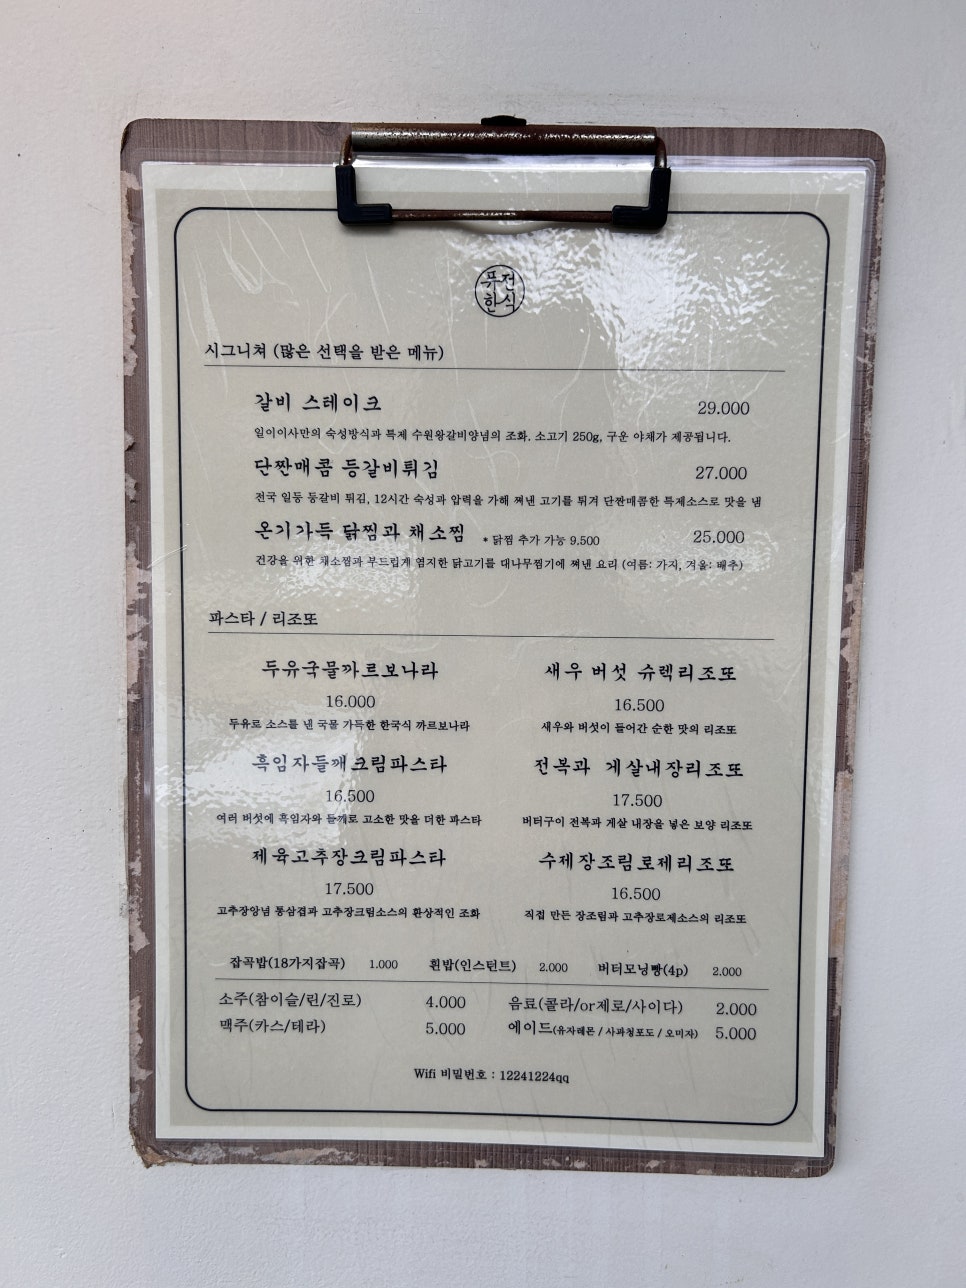 퓨전
한식
시그니쳐 (많은 선택을 받은 메뉴)
갈비 스테이크 29.000
일이이사만의 숙성방식과 특제 수원왕갈비양념의 조화. 소고기 250g, 구운 야채가 제공됩니다.
단짠매콤 등갈비튀김 27.000
전국 일등 등갈비 튀김, 12시간 숙성과 압력을 가해 쪄낸 고기를 튀겨 단짠매콤한 특제소스로 맛을 냄
온기가득 닭찜과 채소찜 * 닭찜 추가 가능 9.500 25.000
건강을 위한 채소찜과 부드럽게 염지한 닭고기를 대나무찜기에 쪄낸 요리 (여름: 가지, 겨울: 배추)
파스타 / 리조또
두유국물까르보나라
16.000
두유로 소스를 낸 국물 가득한 한국식 까르보나라
흑임자들깨크림파스타
16.500
여러 버섯에 흑임자와 들깨로 고소한 맛을 더한 파스타
제육고추장크림파스타
17.500
고추장양념 통삼겹과 고추장크림소스의 환상적인 조화
새우 버섯 슈렉리조또
16.500
새우와 버섯이 들어간 순한 맛의 리조또
전복과 게살내장리조또
17.500
버터구이 전복과 게살 내장을 넣은 보양 리조또
수제장조림로제리조또
16.500
직접 만든 장조림과 고추장로제소스의 리조또
잡곡밥(18가지잡곡) 1.000 흰밥(인스턴트) 2.000 버터모닝빵(4p) 2.000
소주(참이슬/린/진로) 4.000 음료(콜라/or제로/사이다) 2.000
맥주(카스/테라) 5.000 에이드(유자레몬 / 사과청포도 / 오미자) 5.000
Wifi 비밀번호 : 12241224qq